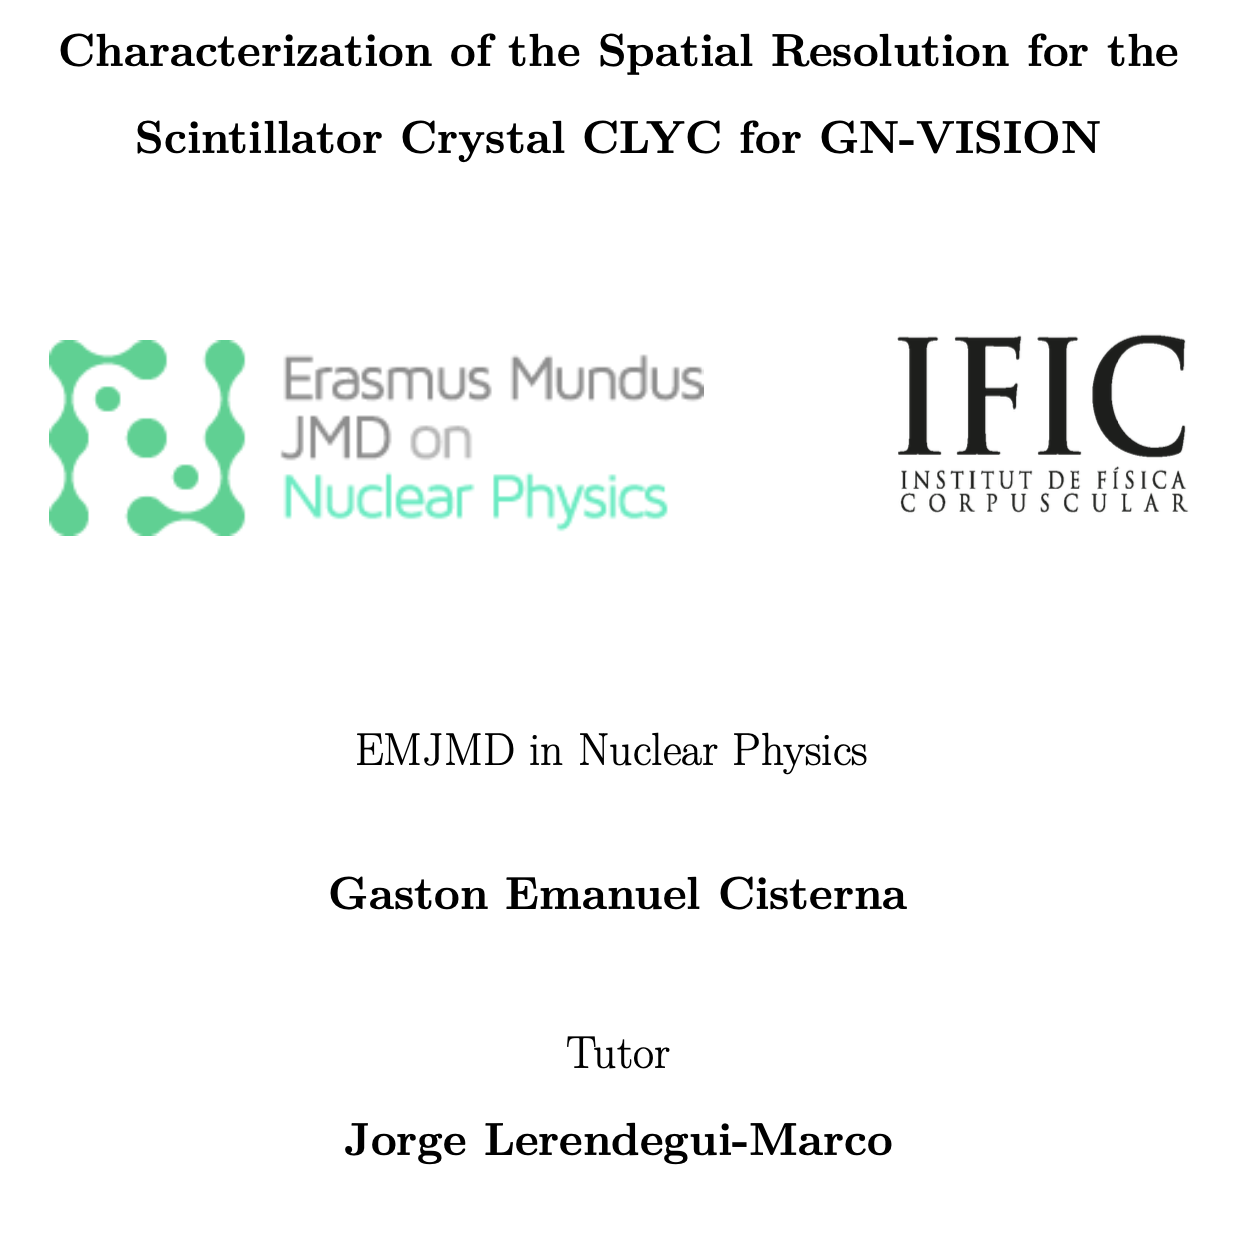 Characterization of the Spatial Resolution for the
Scintillator Crystal CLYC for GN-VISION
Erasmus Mundus
JMD on
Nuclear Physics
IFIC
INSTITUT DE FÍSICA
CORPUSCULAR
EMJMD in Nuclear Physics
Gaston Emanuel Cisterna
Tutor
Jorge Lerendegui-Marco